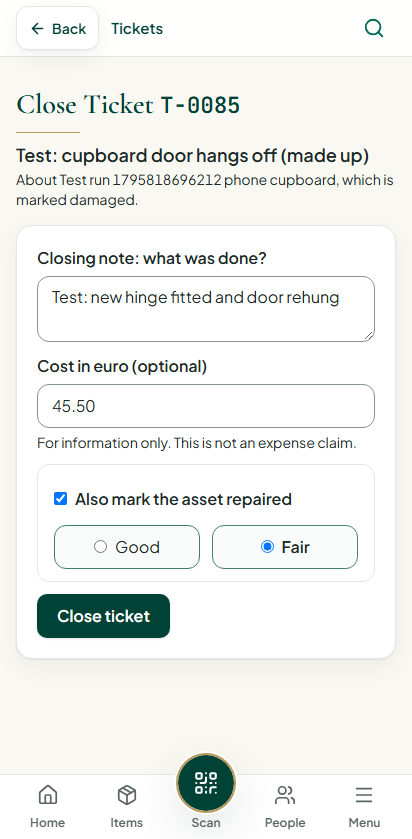 Back Tickets
Close Ticket T-0085
Test: cupboard door hangs off (made up)
About Test run 1795818696212 phone cupboard, which is
marked damaged.
Closing note: what was done?
Test: new hinge fitted and door rehung
Cost in euro (optional)
45.50
For information only. This is not an expense claim.
Also mark the asset repaired
Good Fair
Close ticket
Home Items Scan People Menu